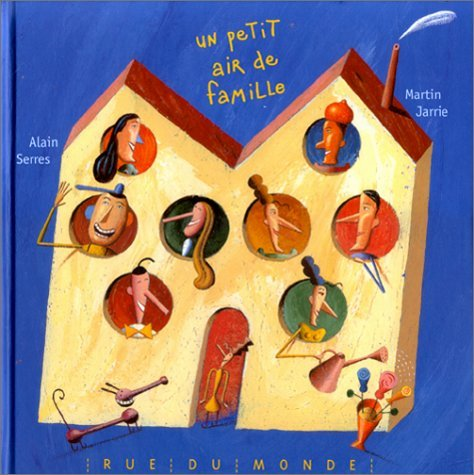 un petit
air de
famille
Martin
Jarrie
Alain
Serres
RUE DU MONDE